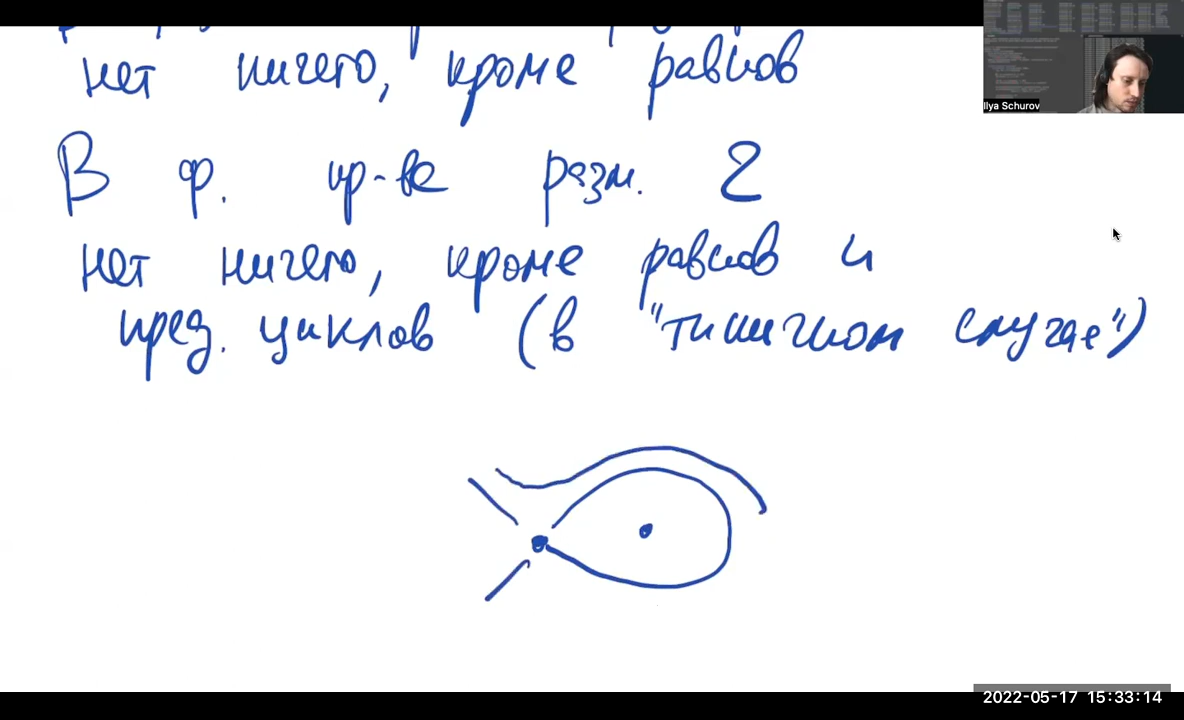 нет ничего, кроме равнов
Ilya Schurov
В ф. пр-ве разм. 2
нет ничего, кроме равнов и
пред. циклов (в "типичном случае")
2022-05-17 15:33:14